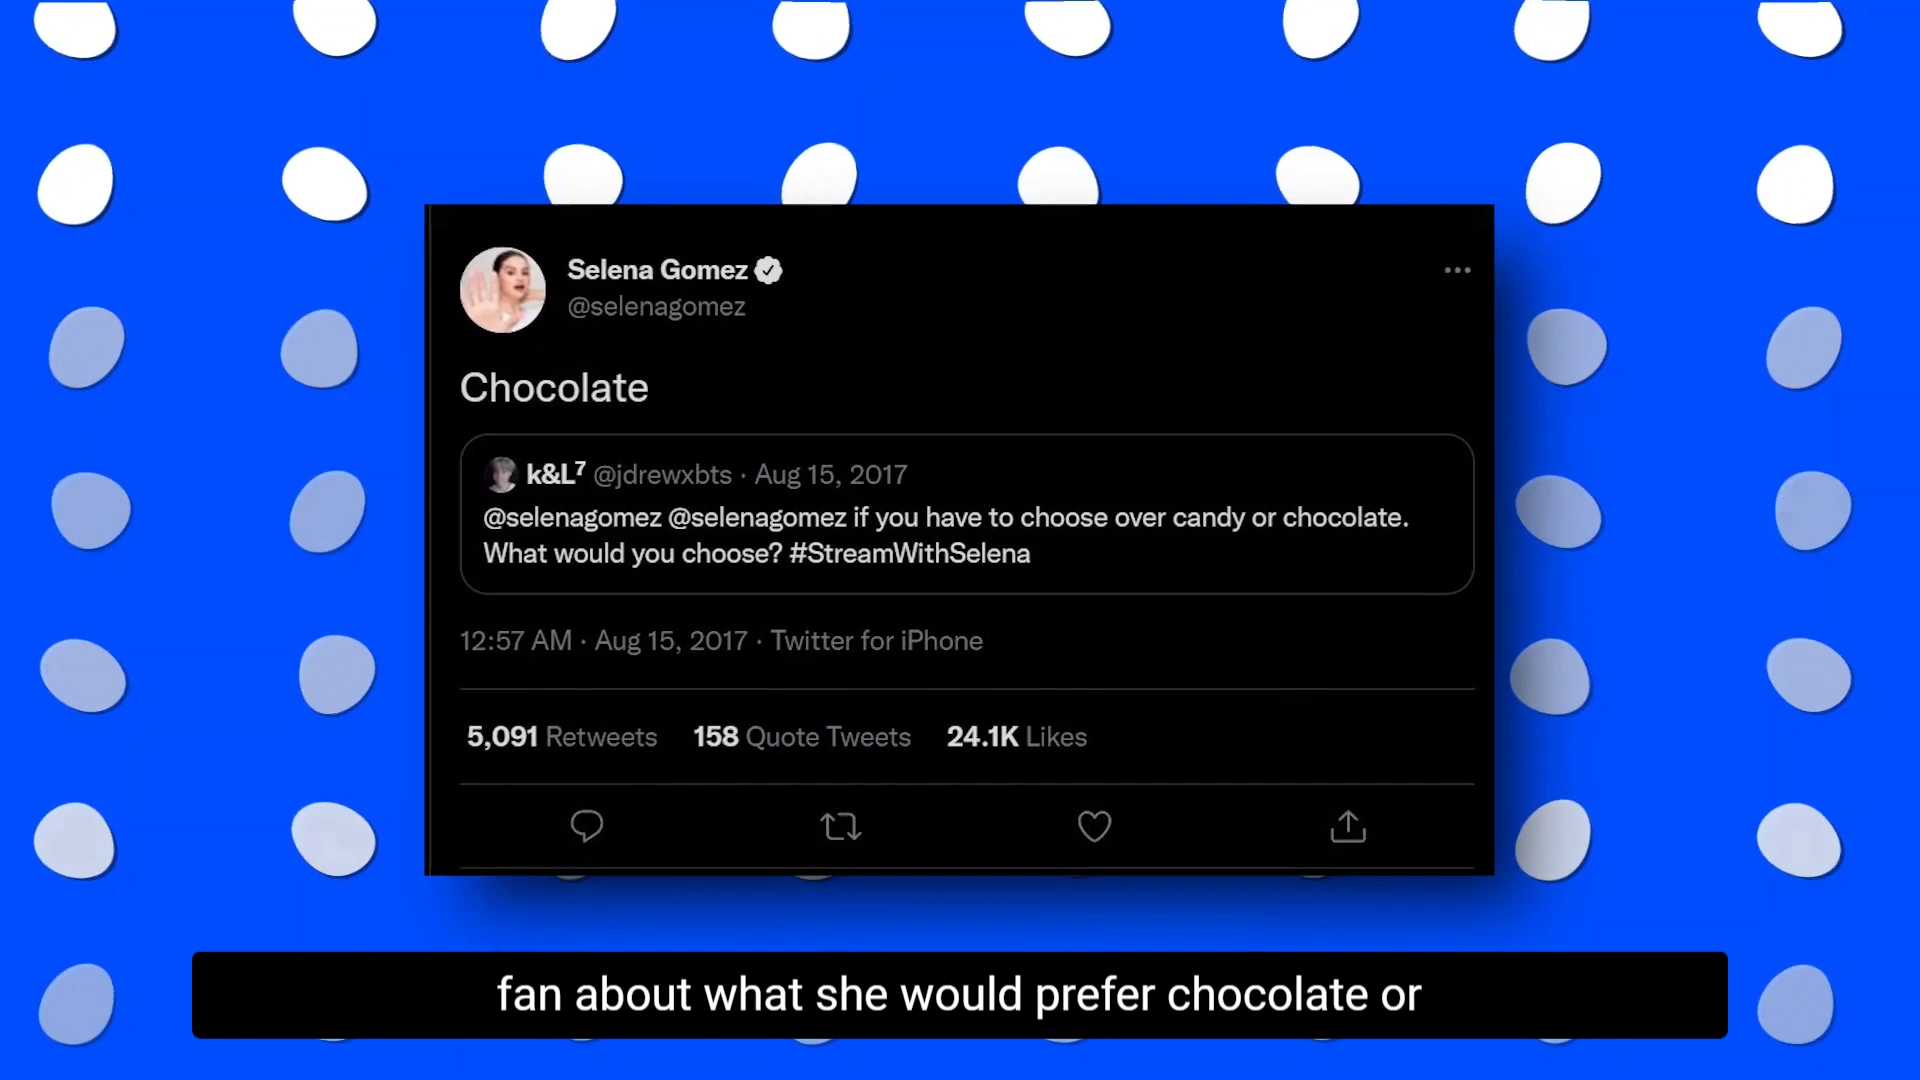 Selena Gomez
@selenagomez
Chocolate
k&L⁷ @jdrewxbts · Aug 15, 2017
@selenagomez @selenagomez if you have to choose over candy or chocolate.
What would you choose? #StreamWithSelena
12:57 AM · Aug 15, 2017 · Twitter for iPhone
5,091 Retweets 158 Quote Tweets 24.1K Likes
fan about what she would prefer chocolate or